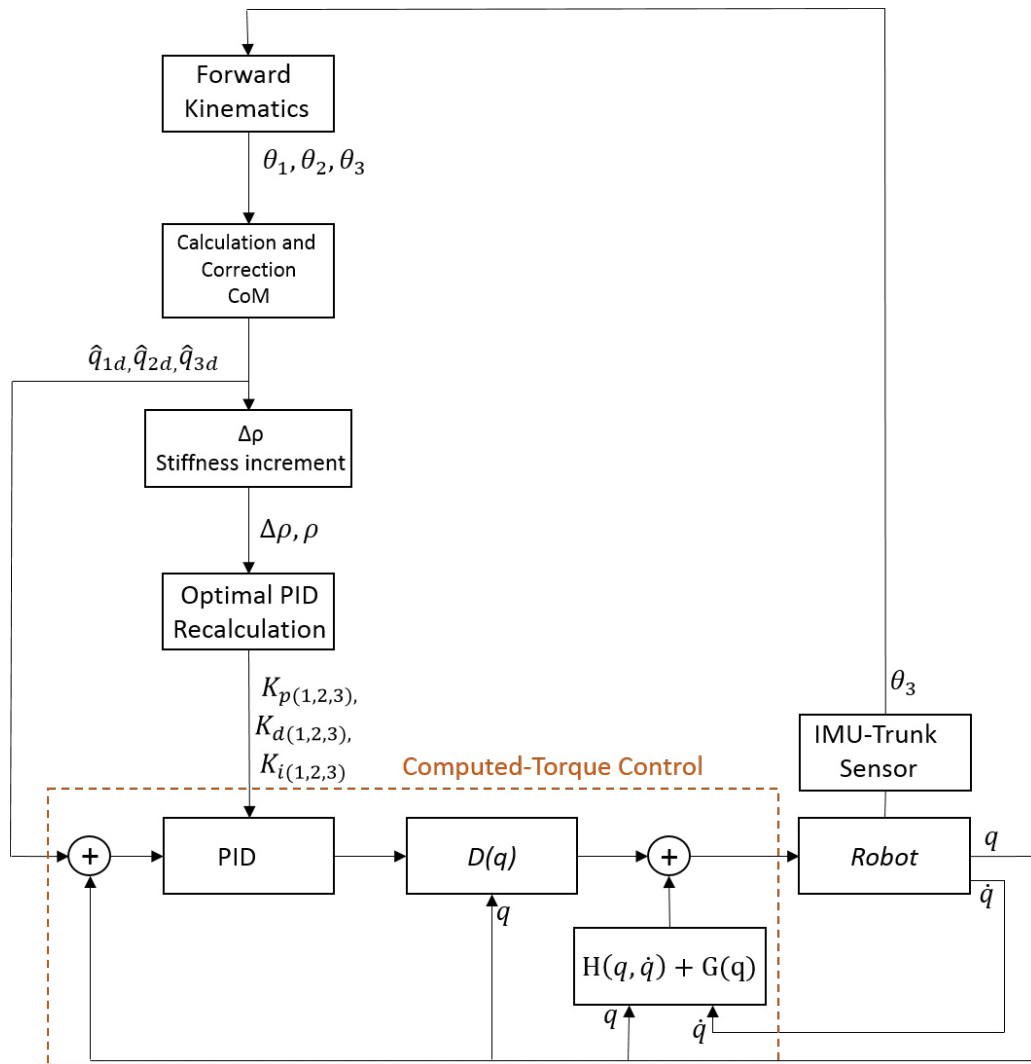 Forward
Kinematics
θ₁, θ₂, θ₃
Calculation and
Correction
CoM
q̂₁d, q̂₂d, q̂₃d
Δρ
Stiffness increment
Δρ, ρ
Optimal PID
Recalculation
Kₚ(1,2,3),
K_d(1,2,3),
Kᵢ(1,2,3)
θ₃
IMU-Trunk
Sensor
Computed-Torque Control
+
PID
D(q)
+
Robot
q
q̇
q
H(q, q̇) + G(q)
q
q̇